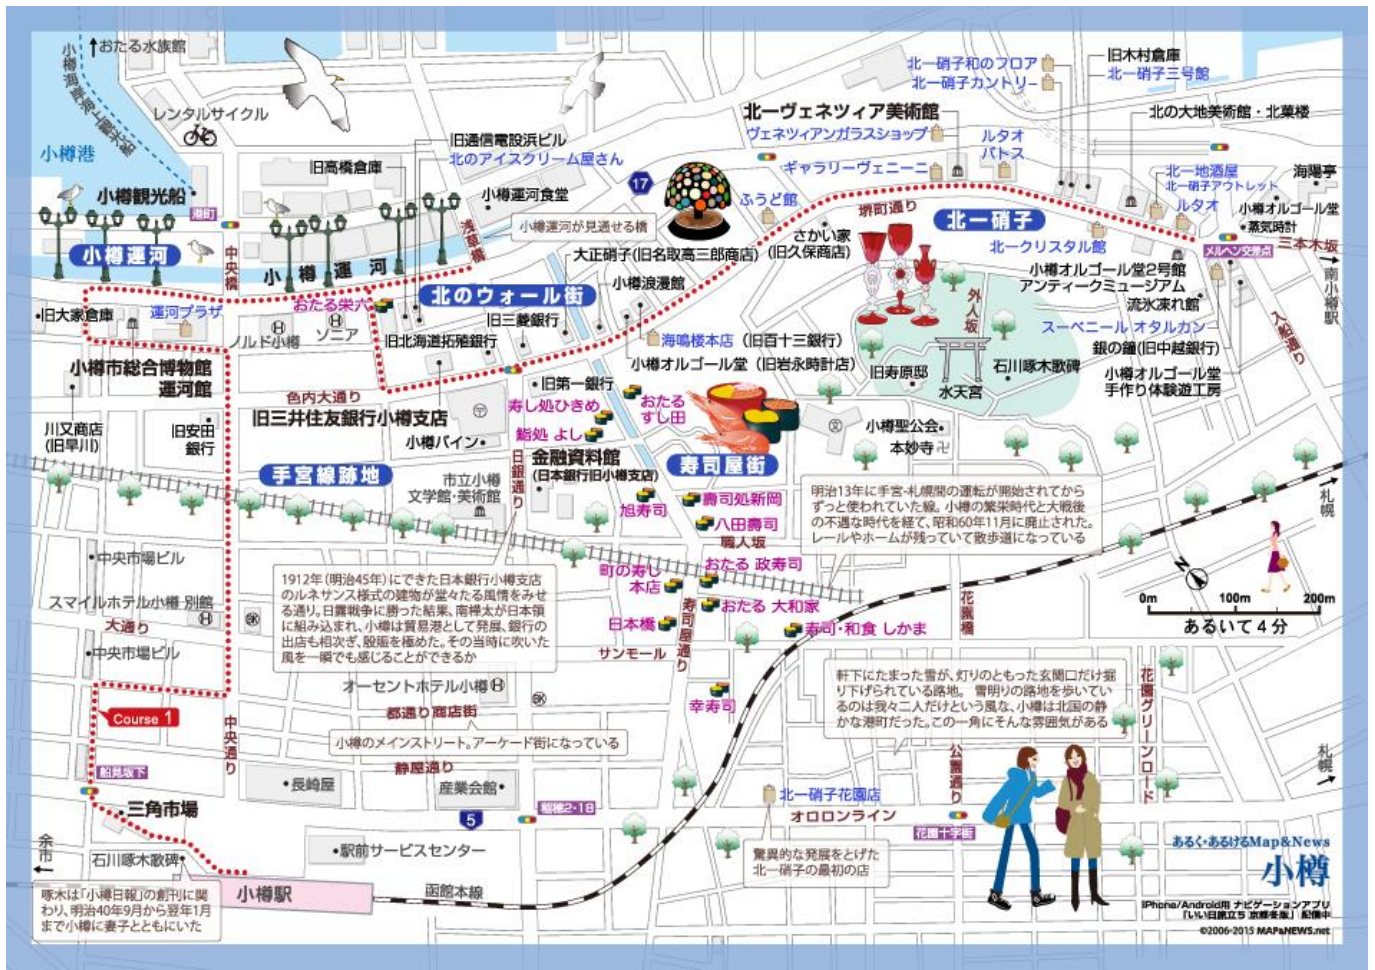 おたる水族館
小樽海岸海上観光船
レンタルサイクル
小樽港
小樽観光船
港町
小樽運河
中央橋
小樽運河
旧高橋倉庫
旧通信電設浜ビル
北のアイスクリーム屋さん
小樽運河食堂
浅草橋
小樽運河が見通せる橋
17
ふうど館
北一ヴェネツィア美術館
ヴェネツィアンガラスショップ
ギャラリーヴェニーニ
北一硝子和のフロア
北一硝子カントリー
ルタオ
パトス
旧木村倉庫
北一硝子三号館
北の大地美術館・北菓楼
北一地酒屋
北一硝子アウトレット
ルタオ
海陽亭
小樽オルゴール堂
蒸気時計
三本木坂
メルヘン交差点
南小樽駅
入船通り
堺町通り
北一硝子
北一クリスタル館
さかい家
(旧久保商店)
大正硝子(旧名取高三郎商店)
小樽浪漫館
小樽オルゴール堂2号館
アンティークミュージアム
流氷凍れ館
スーベニール オタルカン
銀の鐘(旧中越銀行)
小樽オルゴール堂
手作り体験遊工房
外人坂
水天宮
旧寿原邸
石川啄木歌碑
旧大家倉庫
運河プラザ
おたる栄六
ノルド小樽
ソニア
北のウォール街
旧三菱銀行
旧北海道拓殖銀行
海鳴楼本店(旧百十三銀行)
小樽オルゴール堂(旧岩永時計店)
小樽市総合博物館
運河館
色内大通り
旧三井住友銀行小樽支店
旧第一銀行
寿し処ひきめ
鮨処 よし
おたる
すし田
川又商店
(旧早川)
旧安田
銀行
小樽バイン
小樽聖公会
本妙寺
手宮線跡地
市立小樽
文学館・美術館
日銀通り
金融資料館
(日本銀行旧小樽支店)
寿司屋街
旭寿司
壽司処新岡
八田壽司
職人坂
明治13年に手宮-札幌間の運転が開始されてから
ずっと使われていた線。小樽の繁栄時代と大戦後
の不遇な時代を経て、昭和60年11月に廃止された。
レールやホームが残っていて散歩道になっている
札幌
中央市場ビル
スマイルホテル小樽 別館
大通り
中央市場ビル
1912年(明治45年)にできた日本銀行小樽支店
のルネサンス様式の建物が堂々たる風情をみせ
る通り。日露戦争に勝った結果、南樺太が日本領
に組み込まれ、小樽は貿易港として発展、銀行の
出店も相次ぎ、殷賑を極めた。その当時に吹いた
風を一瞬でも感じることができるか
町の寿し
本店
おたる 政寿司
おたる 大和家
日本橋
寿司・和食 しかま
サンモール
寿司屋通り
幸寿司
花園橋
N
0m
100m
200m
あるいて4分
軒下にたまった雪が、灯りのともった玄関口だけ掘
り下げられている路地。 雪明りの路地を歩いてい
るのは我々二人だけという風な、小樽は北国の静
かな港町だった。この一角にそんな雰囲気がある
花園グリーンロード
公園通り
札幌
オーセントホテル小樽
都通り商店街
小樽のメインストリート。アーケード街になっている
Course 1
中央通り
船見坂下
静屋通り
長崎屋
産業会館
三角市場
5
稲穂2・18
北一硝子花園店
オロロンライン
花園十字街
驚異的な発展をとげた
北一硝子の最初の店
余市
石川啄木歌碑
駅前サービスセンター
小樽駅
函館本線
啄木は「小樽日報」の創刊に関
わり、明治40年9月から翌年1月
まで小樽に妻子とともにいた
あるく・あるけるMap&News
小樽
iPhone/Android用 ナビゲーションアプリ
「いい日旅立ち 京都冬版」 配信中
©2006-2015 MAP&NEWS.net